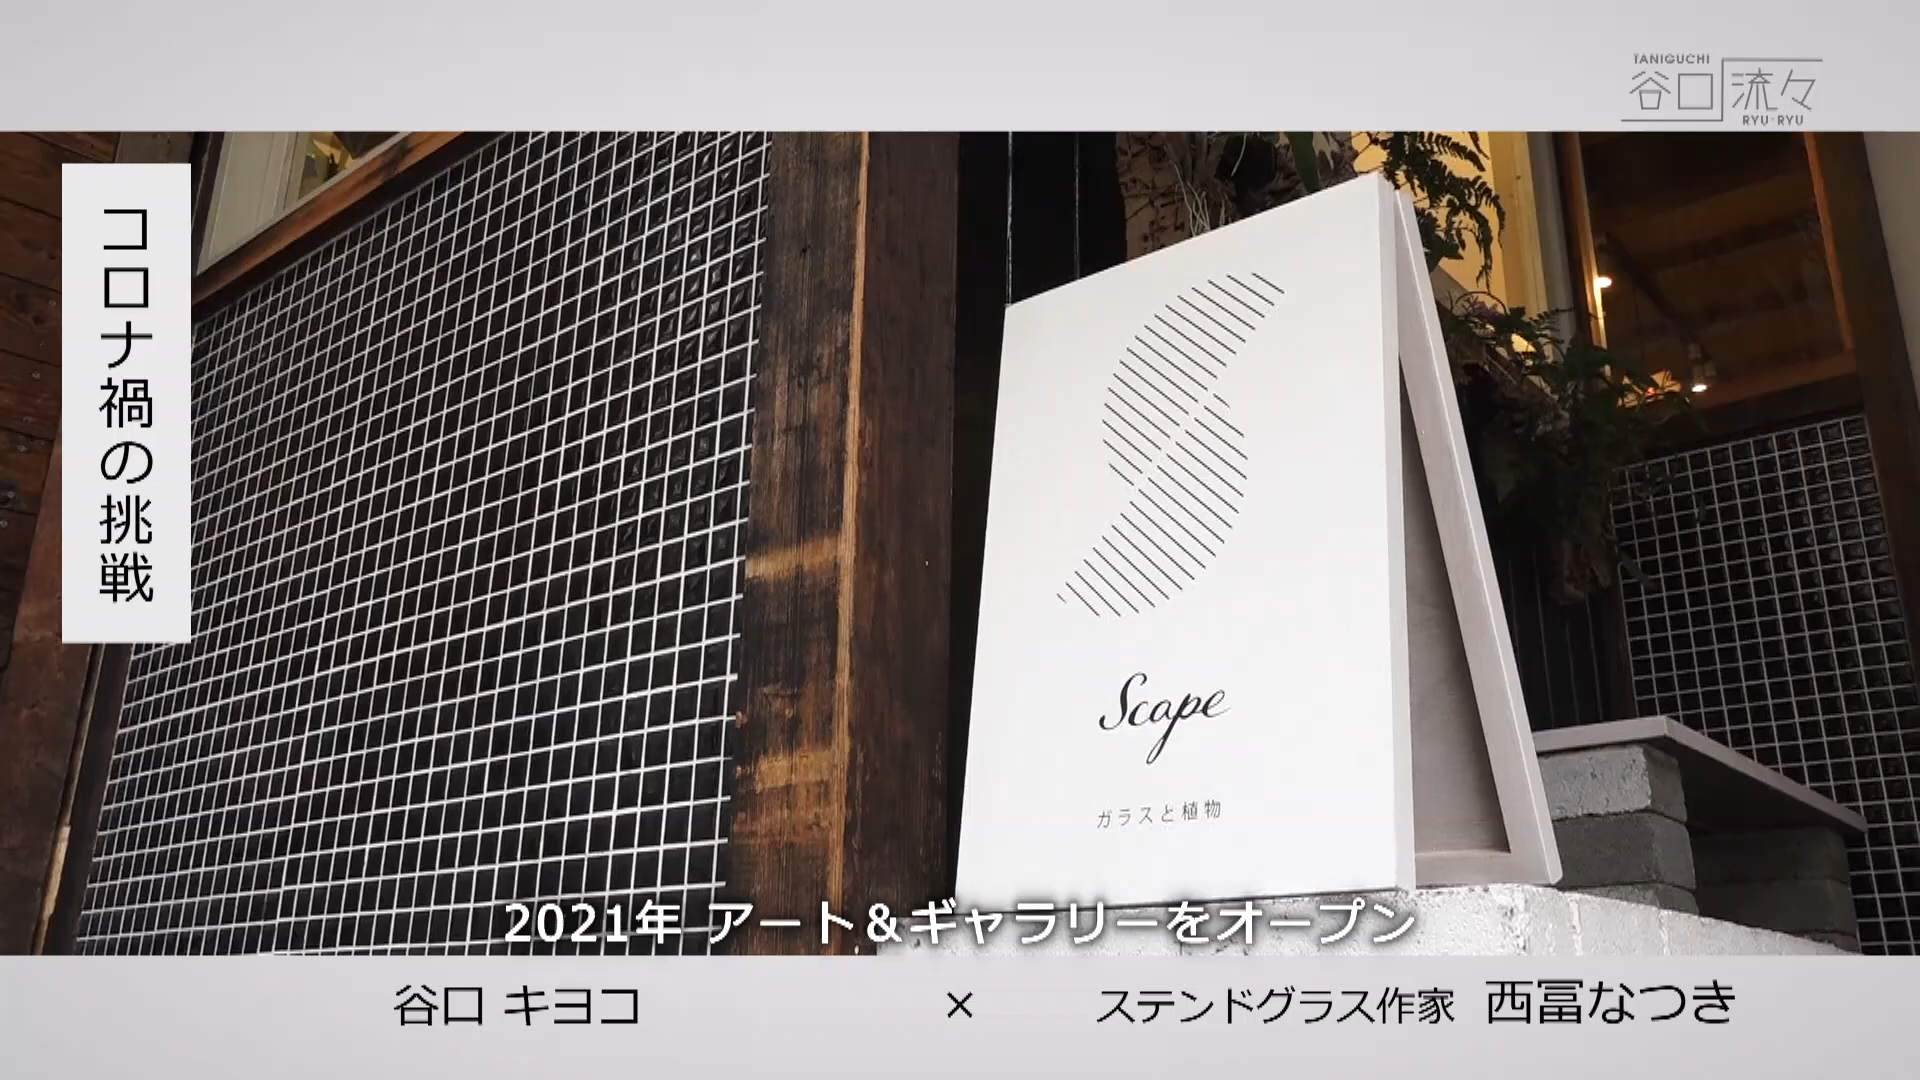 TANIGUCHI
谷口流々
RYU-RYU
コロナ禍の挑戦
Scape
ガラスと植物
2021年 アート&ギャラリーをオープン
谷口 キヨコ × ステンドグラス作家 西冨なつき